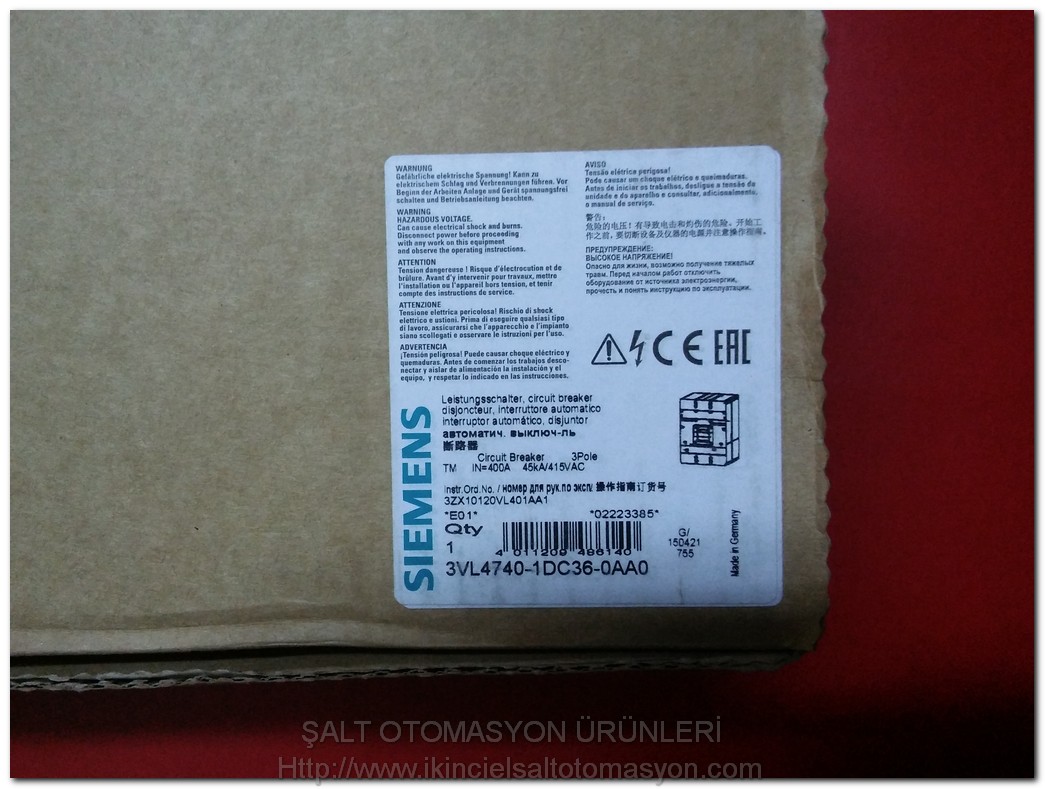 WARNUNG
Gefährliche elektrische Spannung! Kann zu
elektrischem Schlag und Verbrennungen führen. Vor
Beginn der Arbeiten Anlage und Gerät spannungsfrei
schalten und Betriebsanleitung beachten.
WARNING
HAZARDOUS VOLTAGE.
Can cause electrical shock and burns.
Disconnect power before proceeding
with any work on this equipment
and observe the operating instructions.
ATTENTION
Tension dangereuse ! Risque d'électrocution et de
brûlure. Avant d'y intervenir pour travaux, mettre
l'installation ou l'appareil hors tension, et tenir
compte des instructions de service.
ATTENZIONE
Tensione elettrica pericolosa! Rischio di shock
elettrico e ustioni. Prima di eseguire qualsiasi tipo
di lavoro, assicurarsi che l'apparecchio e l'impianto
siano scollegati e osservare le istruzioni per l'uso.
ADVERTENCIA
¡Tensión peligrosa! Puede causar choque eléctrico y
quemaduras. Antes de comenzar los trabajos desco-
nectar y aislar de alimentación la instalación y el
equipo, y respetar lo indicado en las instrucciones.
AVISO
Tensão elétrica perigosa!
Pode causar um choque elétrico e queimaduras.
Antes de iniciar os trabalhos, desligue a tensão da
unidade e do aparelho e consultar, adicionalmente,
o manual de serviço.
警告:
危险的电压! 有导致电击和灼伤的危险。开始工
作之前, 要切断设备及仪器的电源并注意操作指南。
ПРЕДУПРЕЖДЕНИЕ:
ВЫСОКОЕ НАПРЯЖЕНИЕ!
Опасно для жизни, возможно получение тяжелых
травм. Перед началом работ отключить
оборудование от источника электроэнергии,
прочесть и понять инструкцию по эксплуатации.
CE EAC
SIEMENS
Leistungsschalter, circuit breaker
disjoncteur, interruttore automatico
interruptor automático, disjuntor
автоматич. выключ-ль
断路器
Circuit Breaker 3Pole
TM IN=400A 45kA/415VAC
Instr.Ord.No. / номер для рук.по экспл 操作指南订货号
3ZX10120VL401AA1
*E01* *02223385*
Qty
1
4 011209 486140
3VL4740-1DC36-0AA0
G/
150421
755
Made in Germany
ŞALT OTOMASYON ÜRÜNLERİ
Http://www.ikincielsaltotomasyon.com